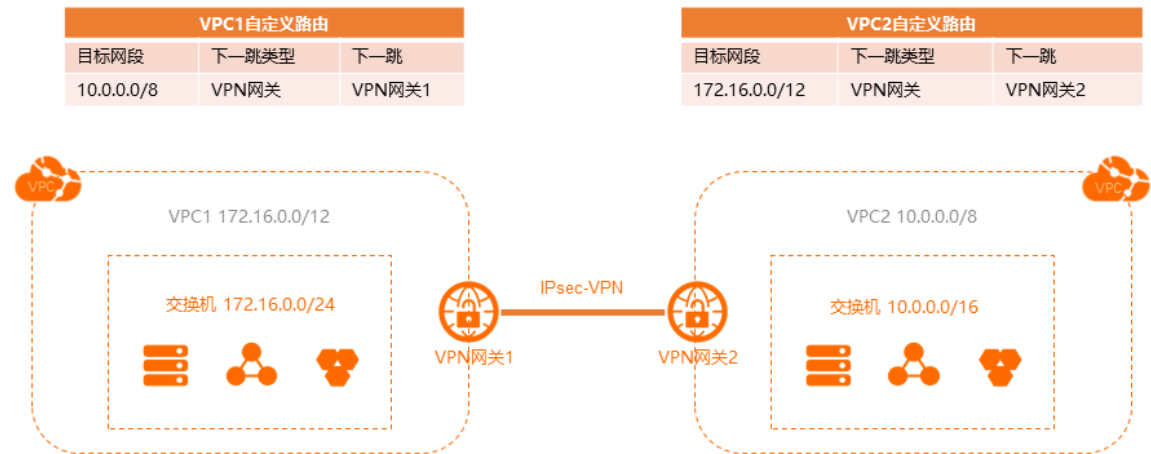 VPC1自定义路由
目标网段 下一跳类型 下一跳
10.0.0.0/8 VPN网关 VPN网关1
VPC2自定义路由
目标网段 下一跳类型 下一跳
172.16.0.0/12 VPN网关 VPN网关2
VPC
VPC1 172.16.0.0/12
交换机 172.16.0.0/24
VPN网关1
IPsec-VPN
VPN网关2
VPC
VPC2 10.0.0.0/8
交换机 10.0.0.0/16